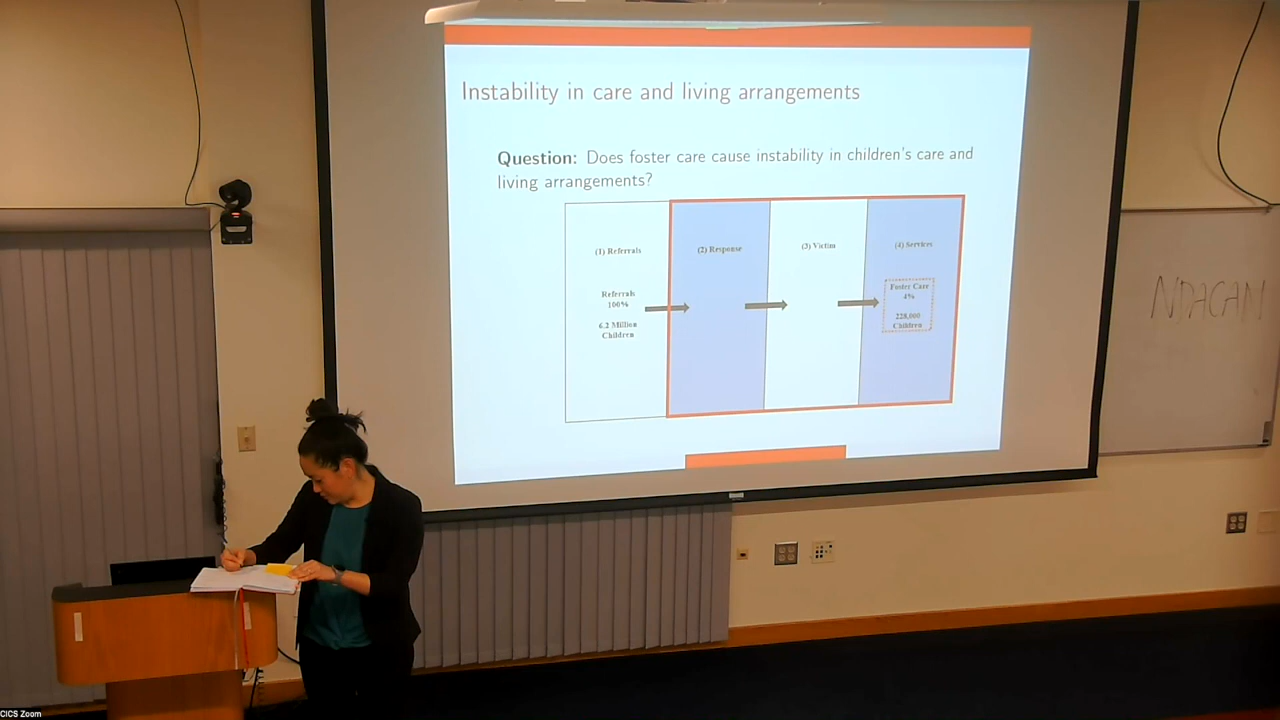 Instability in care and living arrangements
Question: Does foster care cause instability in children's care and
living arrangements?
(1) Referrals
Referrals
100%
6.2 Million
Children
(2) Response
(3) Victim
(4) Services
Foster Care
4%
228,000
Children
NDACAN
CICS Zoom